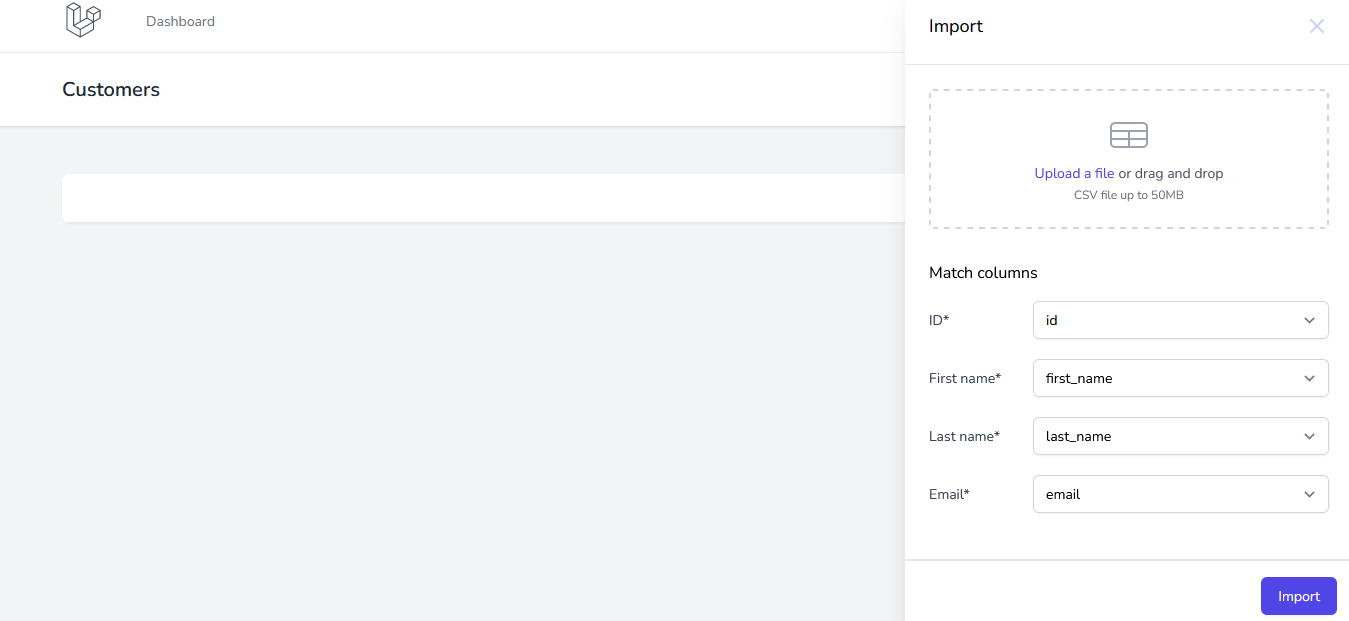 Dashboard
Customers
Import
Upload a file or drag and drop
CSV file up to 50MB
Match columns
ID* id
First name* first_name
Last name* last_name
Email* email
Import